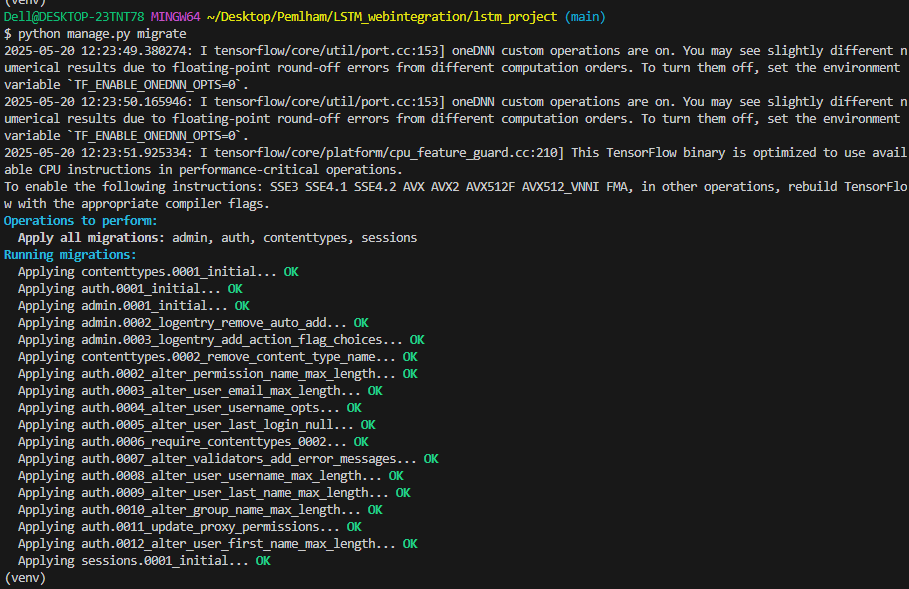 (venv)
Dell@DESKTOP-23TNT78 MINGW64 ~/Desktop/Pemlham/LSTM_webintegration/lstm_project (main)
$ python manage.py migrate
2025-05-20 12:23:49.380274: I tensorflow/core/util/port.cc:153] oneDNN custom operations are on. You may see slightly different n
umerical results due to floating-point round-off errors from different computation orders. To turn them off, set the environment
variable `TF_ENABLE_ONEDNN_OPTS=0`.
2025-05-20 12:23:50.165946: I tensorflow/core/util/port.cc:153] oneDNN custom operations are on. You may see slightly different n
umerical results due to floating-point round-off errors from different computation orders. To turn them off, set the environment
variable `TF_ENABLE_ONEDNN_OPTS=0`.
2025-05-20 12:23:51.925334: I tensorflow/core/platform/cpu_feature_guard.cc:210] This TensorFlow binary is optimized to use avail
able CPU instructions in performance-critical operations.
To enable the following instructions: SSE3 SSE4.1 SSE4.2 AVX AVX2 AVX512F AVX512_VNNI FMA, in other operations, rebuild TensorFlo
w with the appropriate compiler flags.
Operations to perform:
  Apply all migrations: admin, auth, contenttypes, sessions
Running migrations:
  Applying contenttypes.0001_initial... OK
  Applying auth.0001_initial... OK
  Applying admin.0001_initial... OK
  Applying admin.0002_logentry_remove_auto_add... OK
  Applying admin.0003_logentry_add_action_flag_choices... OK
  Applying contenttypes.0002_remove_content_type_name... OK
  Applying auth.0002_alter_permission_name_max_length... OK
  Applying auth.0003_alter_user_email_max_length... OK
  Applying auth.0004_alter_user_username_opts... OK
  Applying auth.0005_alter_user_last_login_null... OK
  Applying auth.0006_require_contenttypes_0002... OK
  Applying auth.0007_alter_validators_add_error_messages... OK
  Applying auth.0008_alter_user_username_max_length... OK
  Applying auth.0009_alter_user_last_name_max_length... OK
  Applying auth.0010_alter_group_name_max_length... OK
  Applying auth.0011_update_proxy_permissions... OK
  Applying auth.0012_alter_user_first_name_max_length... OK
  Applying sessions.0001_initial... OK
(venv)